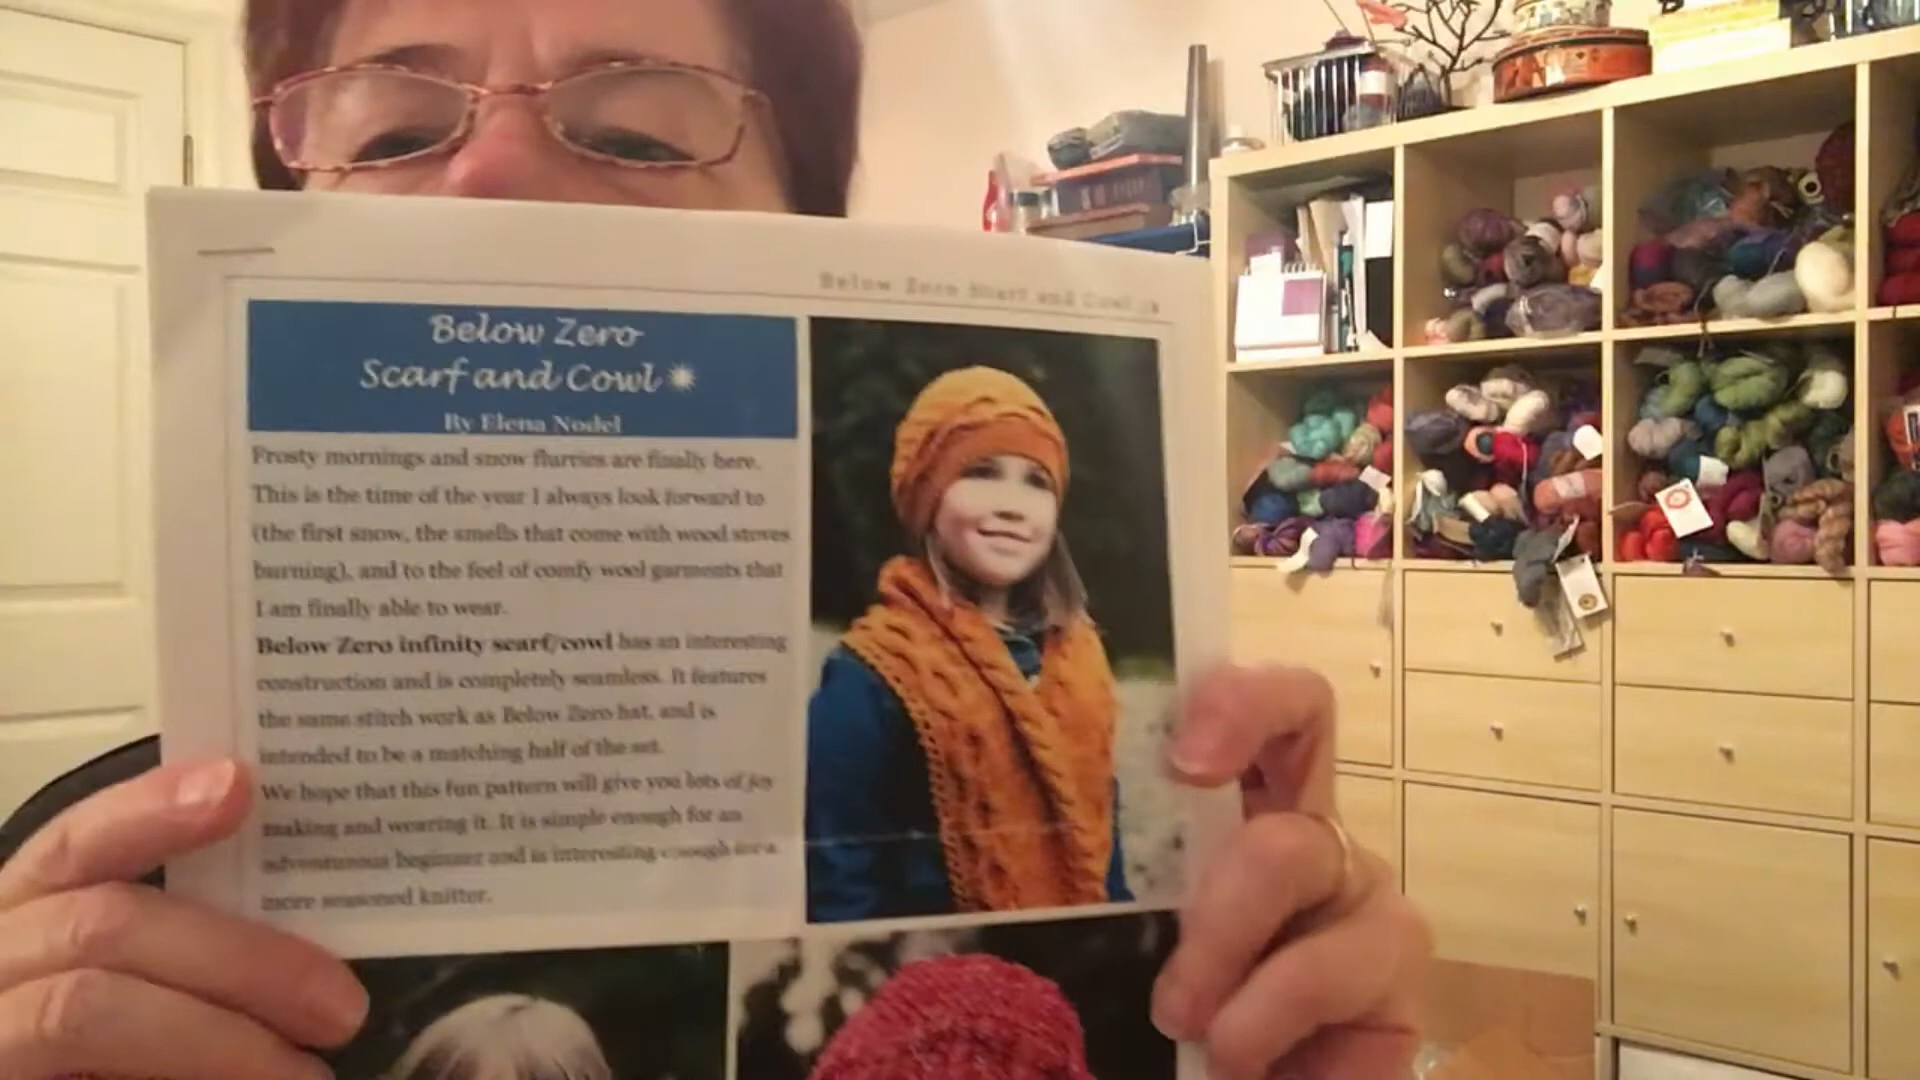 Below Zero Scarf and Cowl
Below Zero
Scarf and Cowl
By Elena Nodel
Frosty mornings and snow flurries are finally here.
This is the time of the year I always look forward to
(the first snow, the smells that come with wood stoves
burning), and to the feel of comfy wool garments that
I am finally able to wear.
Below Zero infinity scarf/cowl has an interesting
construction and is completely seamless. It features
the same stitch work as Below Zero hat, and is
intended to be a matching half of the set.
We hope that this fun pattern will give you lots of joy
making and wearing it. It is simple enough for an
adventurous beginner and is interesting enough for a
more seasoned knitter.